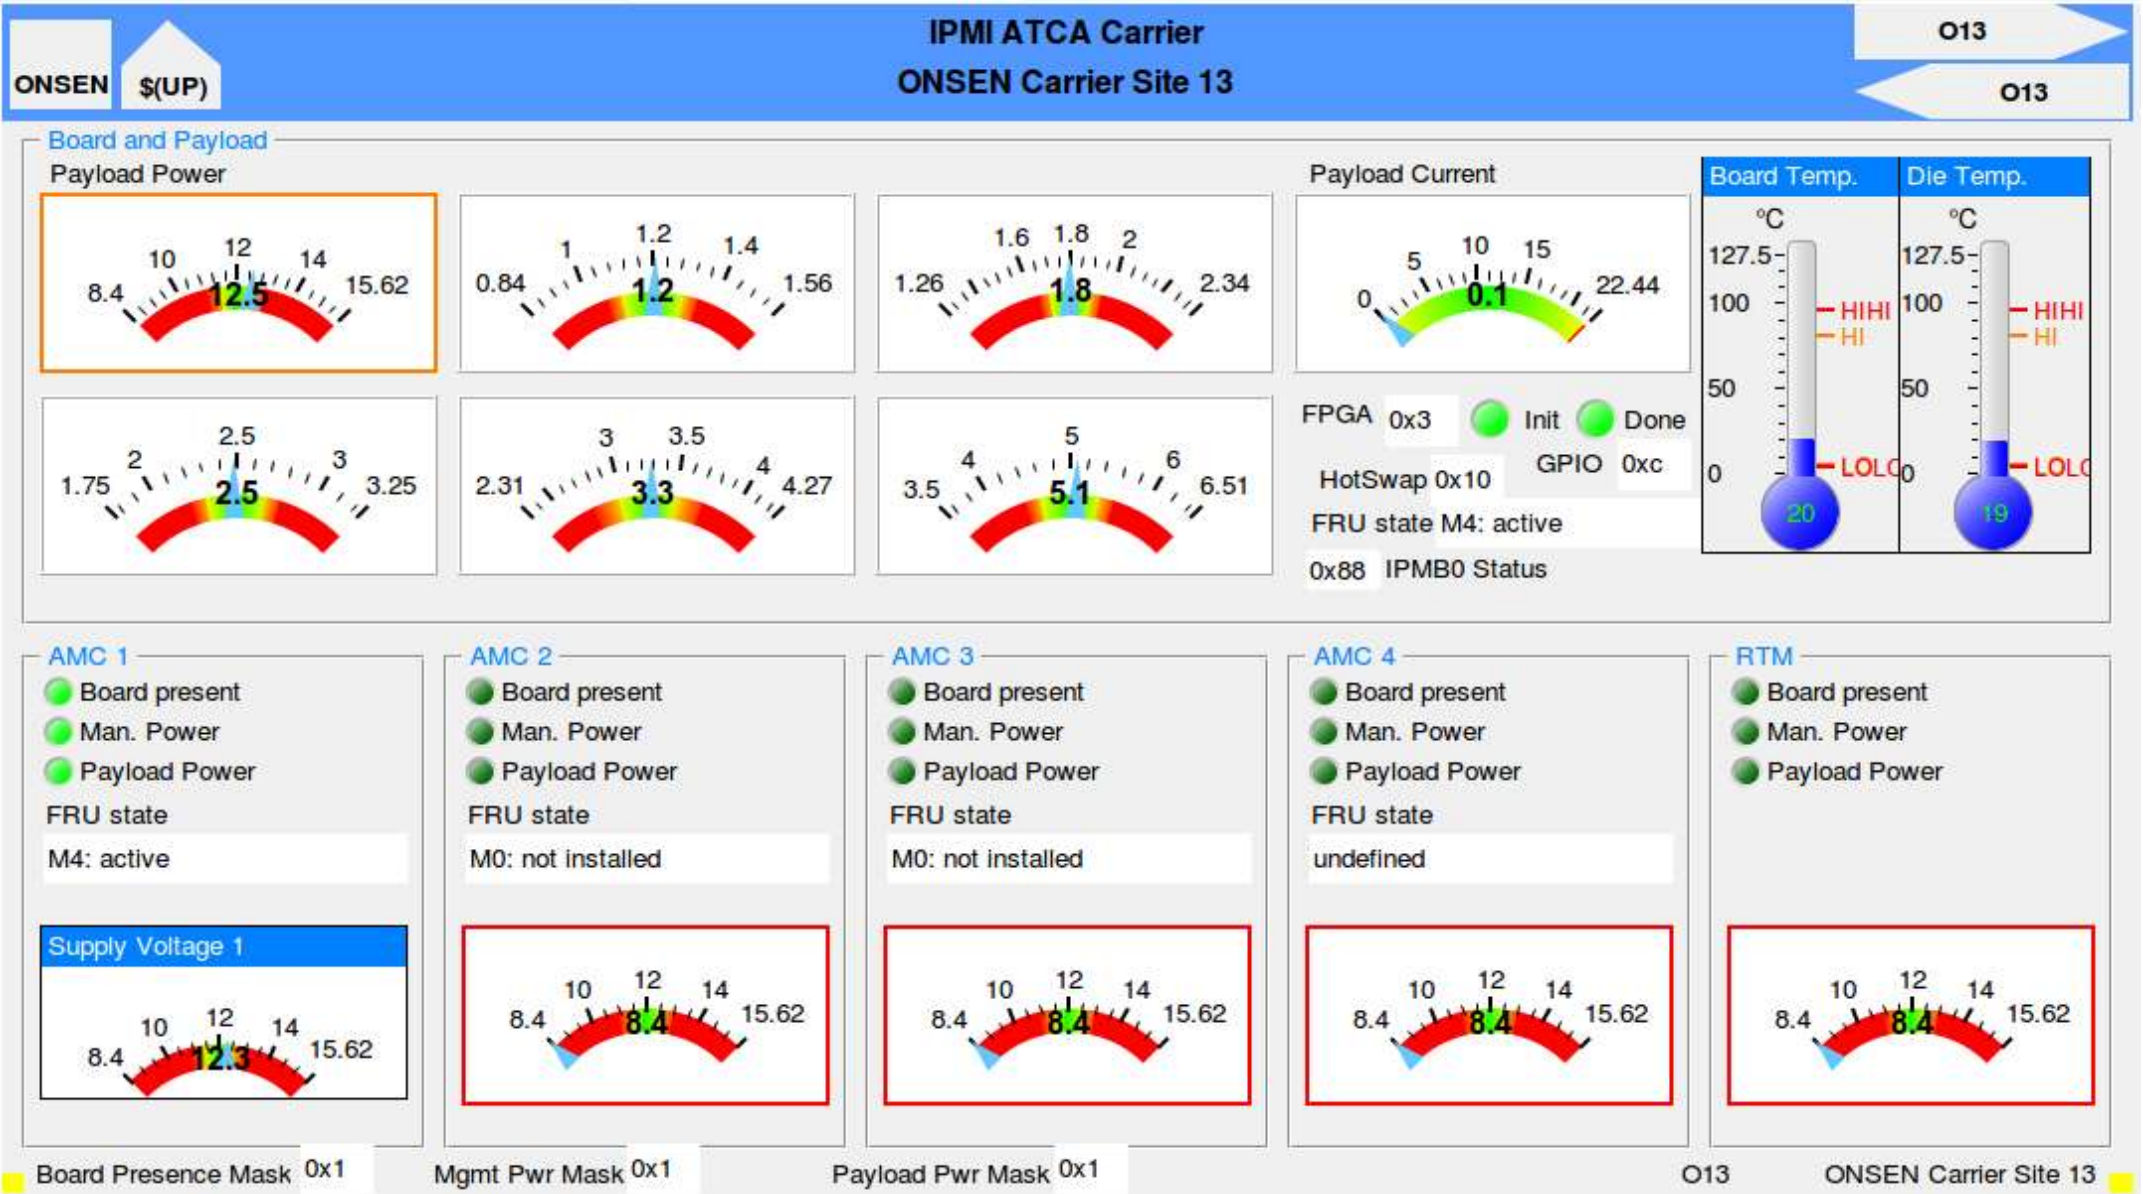 IPMI ATCA Carrier
ONSEN Carrier Site 13
ONSEN
$(UP)
O13
O13
Board and Payload
Payload Power
8.4 10 12 14 15.62
12.5
0.84 1 1.2 1.4 1.56
1.2
1.26 1.6 1.8 2 2.34
1.8
Payload Current
0 5 10 15 22.44
0.1
1.75 2 2.5 3 3.25
2.5
2.31 3 3.5 4 4.27
3.3
3.5 4 5 6 6.51
5.1
FPGA 0x3 Init Done
HotSwap 0x10 GPIO 0xc
FRU state M4: active
0x88 IPMB0 Status
Board Temp.
°C
127.5
100
HIHI
HI
50
0
LOLO
20
Die Temp.
°C
127.5
100
HIHI
HI
50
0
LOLO
19
AMC 1
Board present
Man. Power
Payload Power
FRU state
M4: active
Supply Voltage 1
8.4 10 12 14 15.62
12.3
AMC 2
Board present
Man. Power
Payload Power
FRU state
M0: not installed
8.4 10 12 14 15.62
8.4
AMC 3
Board present
Man. Power
Payload Power
FRU state
M0: not installed
8.4 10 12 14 15.62
8.4
AMC 4
Board present
Man. Power
Payload Power
FRU state
undefined
8.4 10 12 14 15.62
8.4
RTM
Board present
Man. Power
Payload Power
8.4 10 12 14 15.62
8.4
Board Presence Mask 0x1 Mgmt Pwr Mask 0x1 Payload Pwr Mask 0x1 O13 ONSEN Carrier Site 13